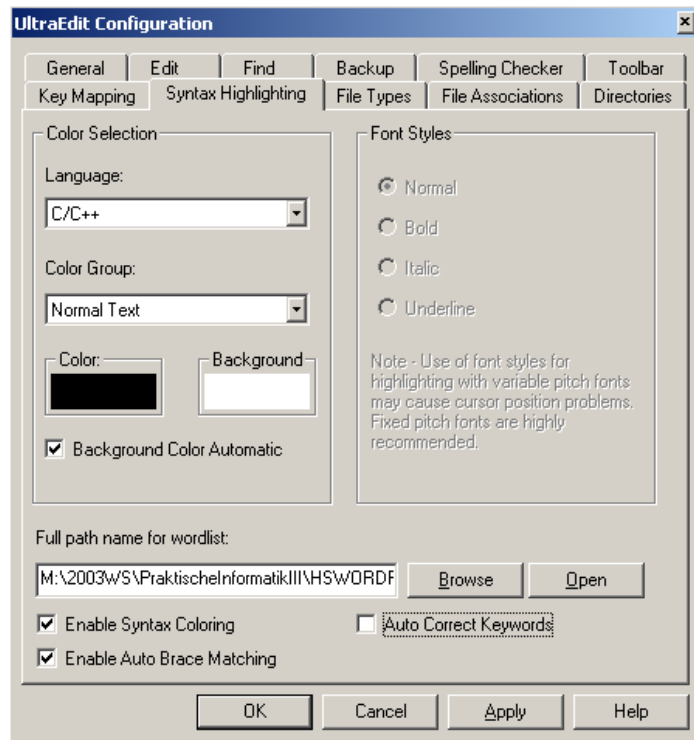 UltraEdit Configuration
General Edit Find Backup Spelling Checker Toolbar
Key Mapping Syntax Highlighting File Types File Associations Directories
Color Selection
Language:
C/C++
Color Group:
Normal Text
Color: Background
Background Color Automatic
Font Styles
Normal
Bold
Italic
Underline
Note - Use of font styles for
highlighting with variable pitch fonts
may cause cursor position problems.
Fixed pitch fonts are highly
recommended.
Full path name for wordlist:
M:\2003WS\PraktischeInformatikIII\HSWORDF Browse Open
Enable Syntax Coloring Auto Correct Keywords
Enable Auto Brace Matching
OK Cancel Apply Help